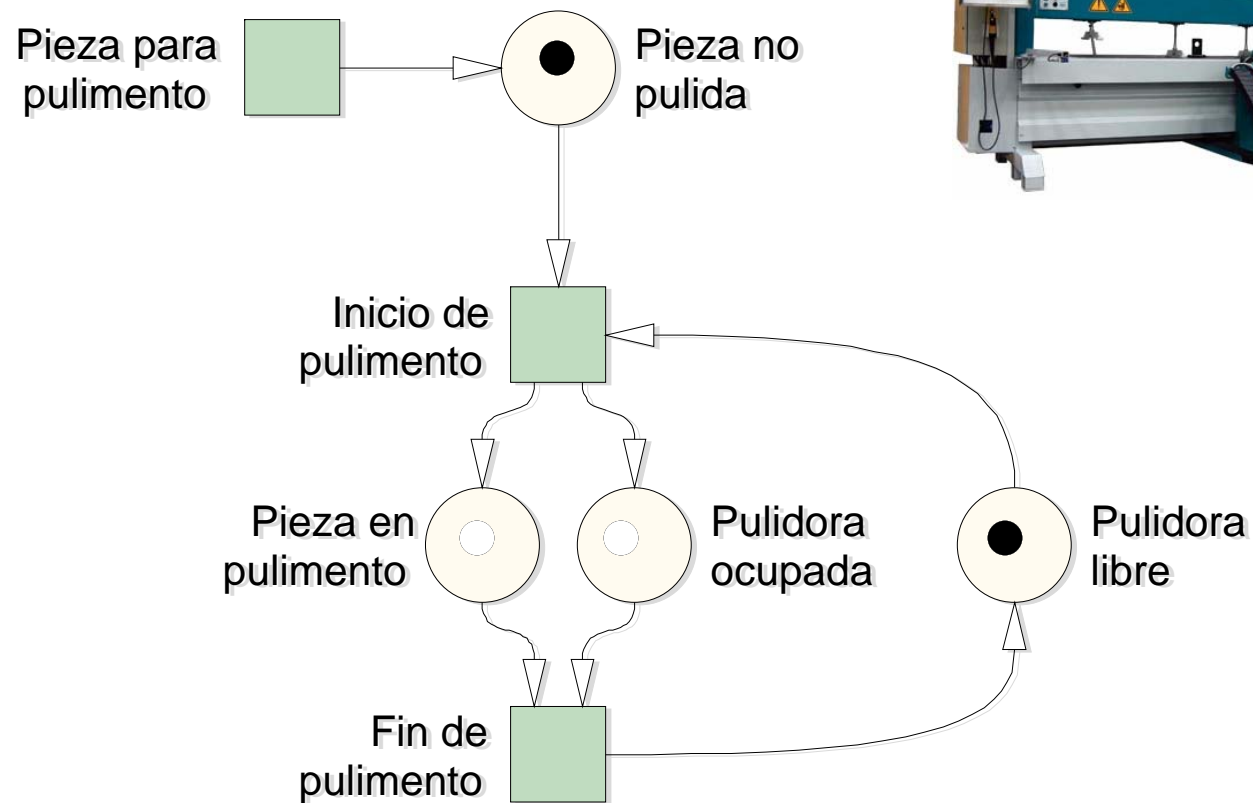 Pieza para
pulimento
Pieza no
pulida
Inicio de
pulimento
Pieza en
pulimento
Pulidora
ocupada
Pulidora
libre
Fin de
pulimento